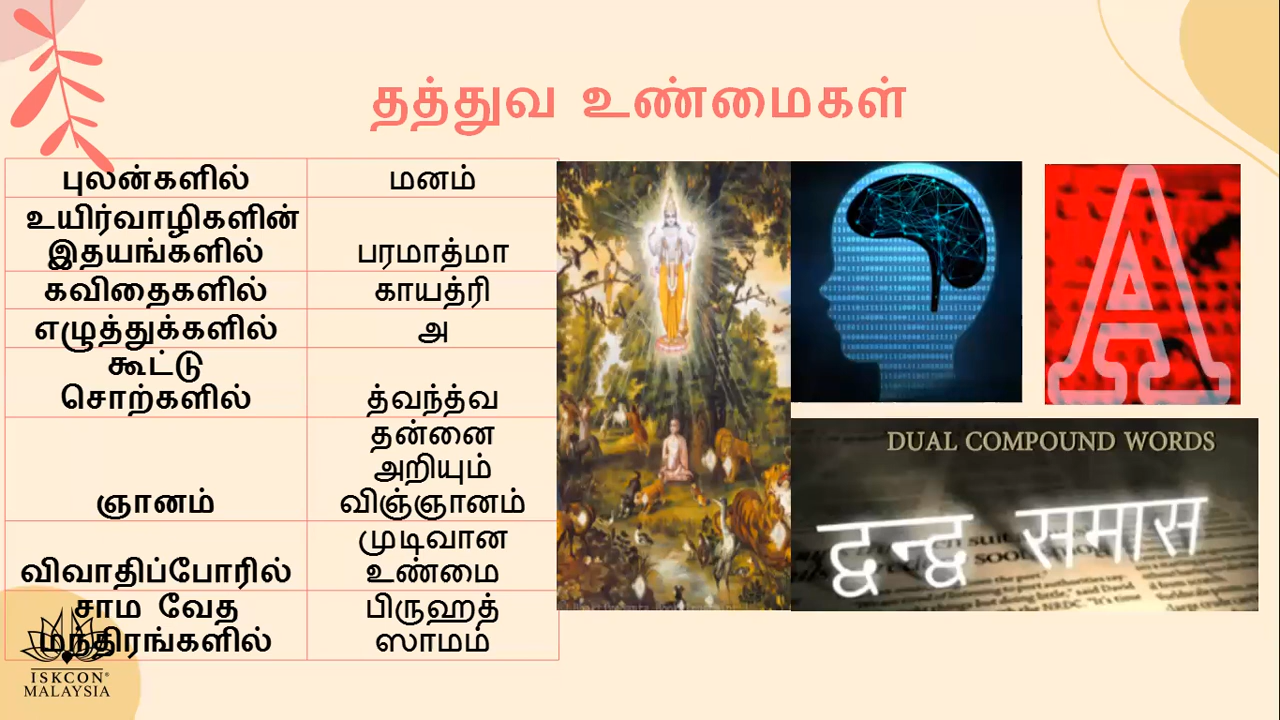 தத்துவ உண்மைகள்
புலன்களில் மனம்
உயிர்வாழிகளின்
இதயங்களில் பரமாத்மா
கவிதைகளில் காயத்ரி
எழுத்துக்களில் அ
கூட்டு
சொற்களில் த்வந்த்வ
தன்னை
அறியும்
ஞானம் விஞ்ஞானம்
முடிவான
விவாதிப்போரில் உண்மை
சாம வேத பிருஹத்
மந்திரங்களில் ஸாமம்
A
DUAL COMPOUND WORDS
द्वन्द्व समास
ISKCON®
MALAYSIA